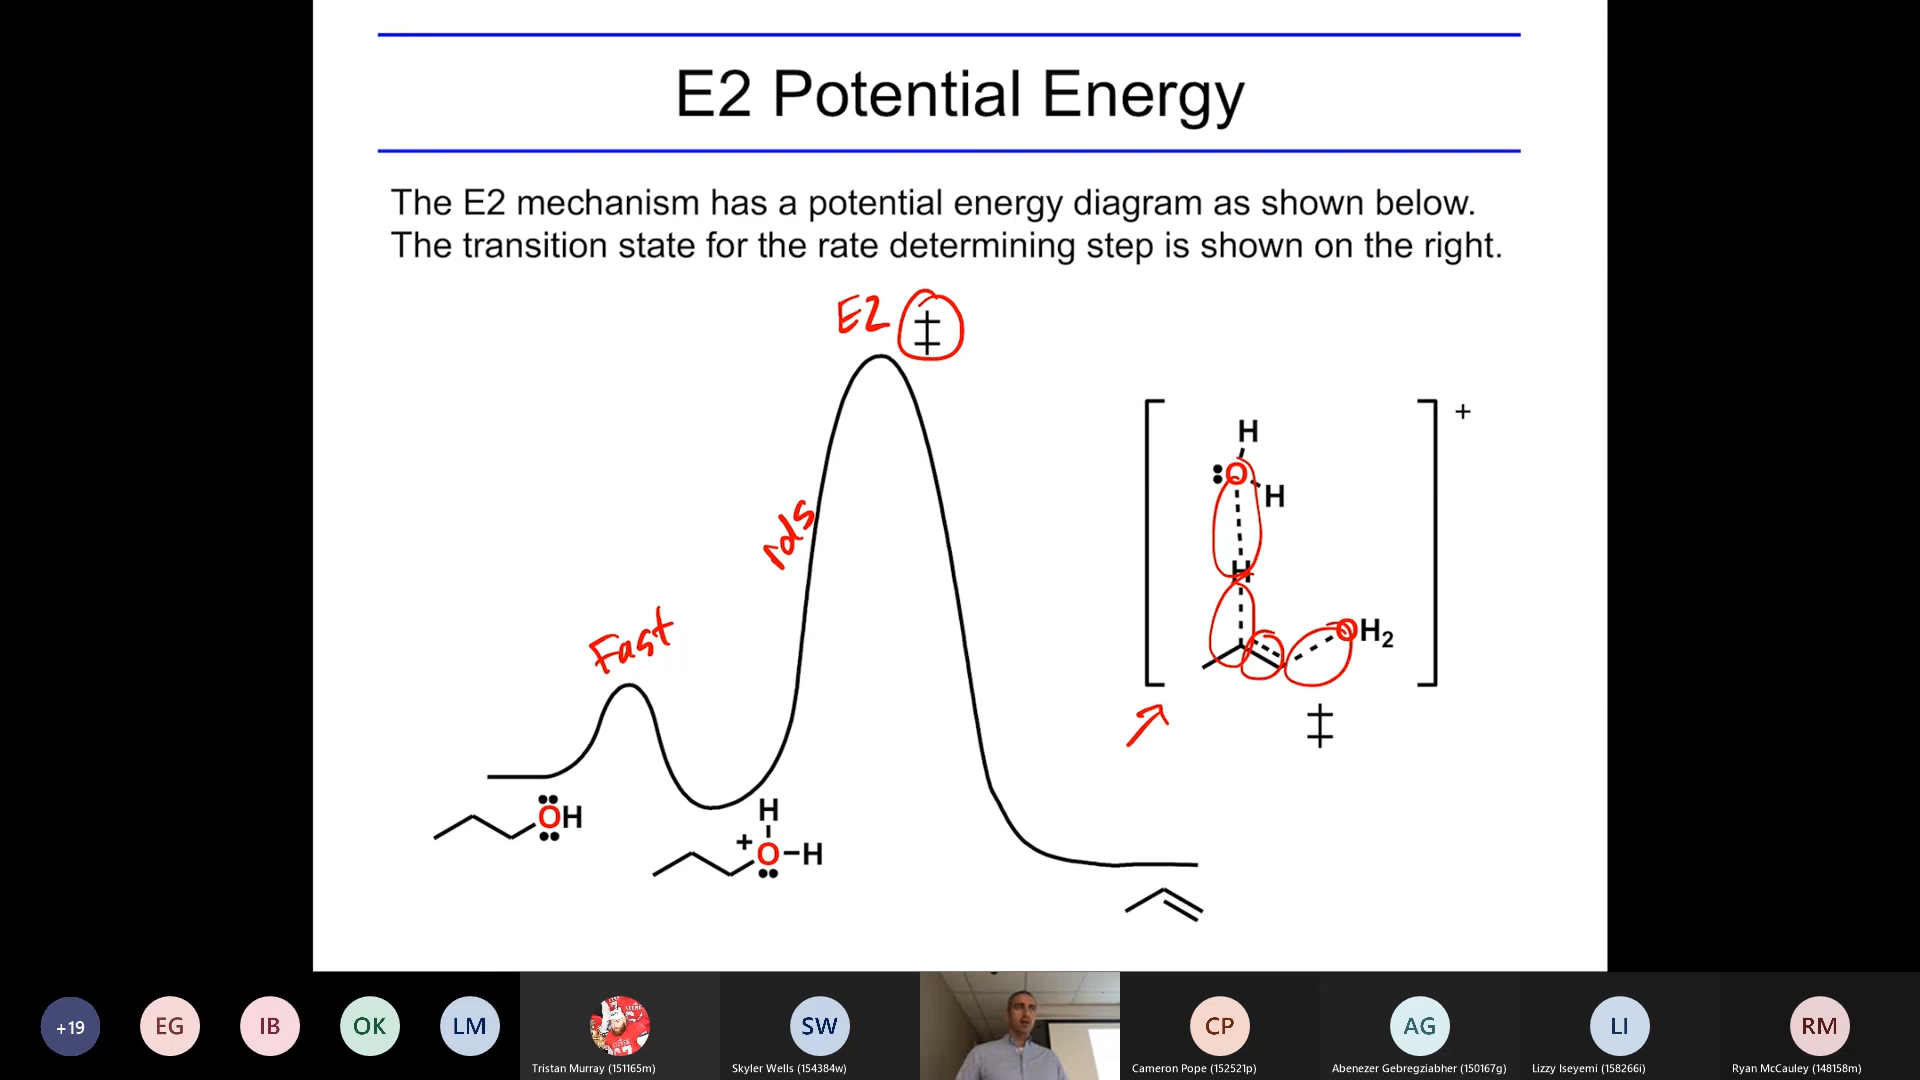 E2 Potential Energy
The E2 mechanism has a potential energy diagram as shown below.
The transition state for the rate determining step is shown on the right.
E2 ‡
rds
Fast
OH
H
+
O–H
H
O
H
H
OH₂
+
‡
+19
EG
IB
OK
LM
SW
CP
AG
LI
RM
Tristan Murray (151165m)
Skyler Wells (154384w)
Cameron Pope (152521p)
Abenezer Gebregziabher (150167g)
Lizzy Iseyemi (158266i)
Ryan McCauley (148158m)